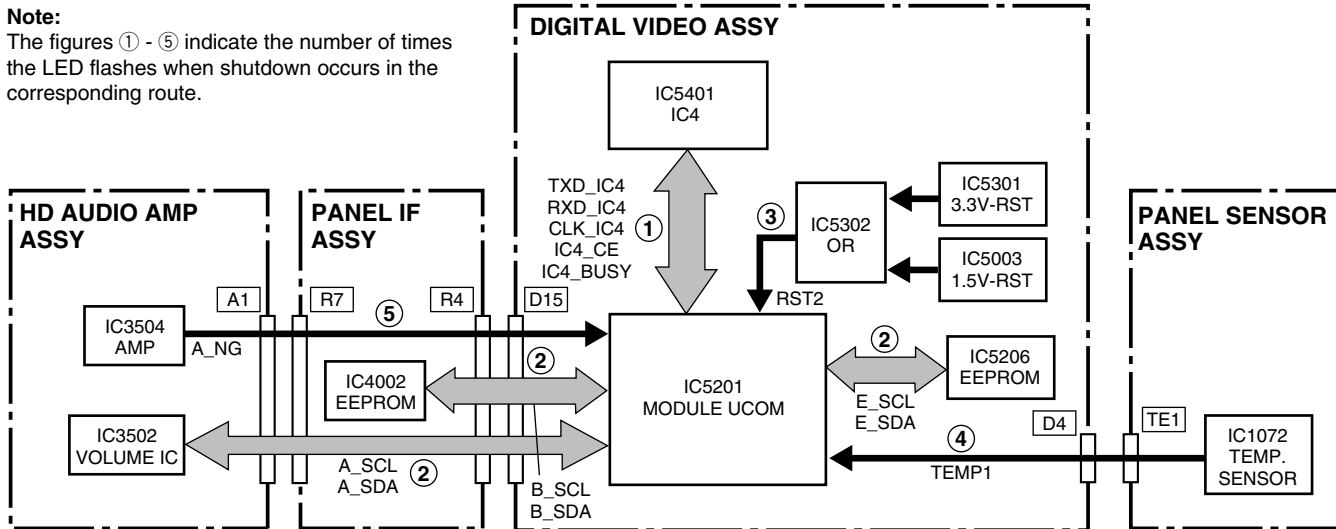 Note:
The figures ① - ⑤ indicate the number of times
the LED flashes when shutdown occurs in the
corresponding route.
DIGITAL VIDEO ASSY
IC5401
IC4
TXD_IC4
RXD_IC4
CLK_IC4
IC4_CE
IC4_BUSY
①
③
IC5302
OR
IC5301
3.3V-RST
IC5003
1.5V-RST
RST2
HD AUDIO AMP
ASSY
PANEL IF
ASSY
PANEL SENSOR
ASSY
A1
R7
R4
D15
⑤
IC3504
AMP
A_NG
②
IC4002
EEPROM
IC5201
MODULE UCOM
②
IC5206
EEPROM
E_SCL
E_SDA
IC3502
VOLUME IC
A_SCL
A_SDA
②
B_SCL
B_SDA
④
TEMP1
D4
TE1
IC1072
TEMP.
SENSOR